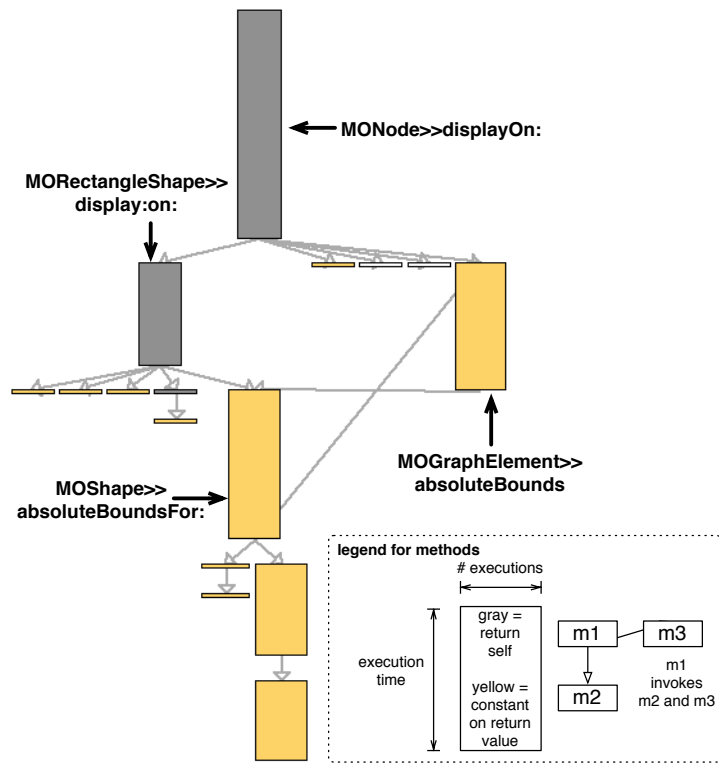 MONode>>displayOn:
MORectangleShape>>
display:on:
MOGraphElement>>
absoluteBounds
MOShape>>
absoluteBoundsFor:
legend for methods
# executions
execution
time
gray =
return
self
yellow =
constant
on return
value
m1
m3
m2
m1
invokes
m2 and m3